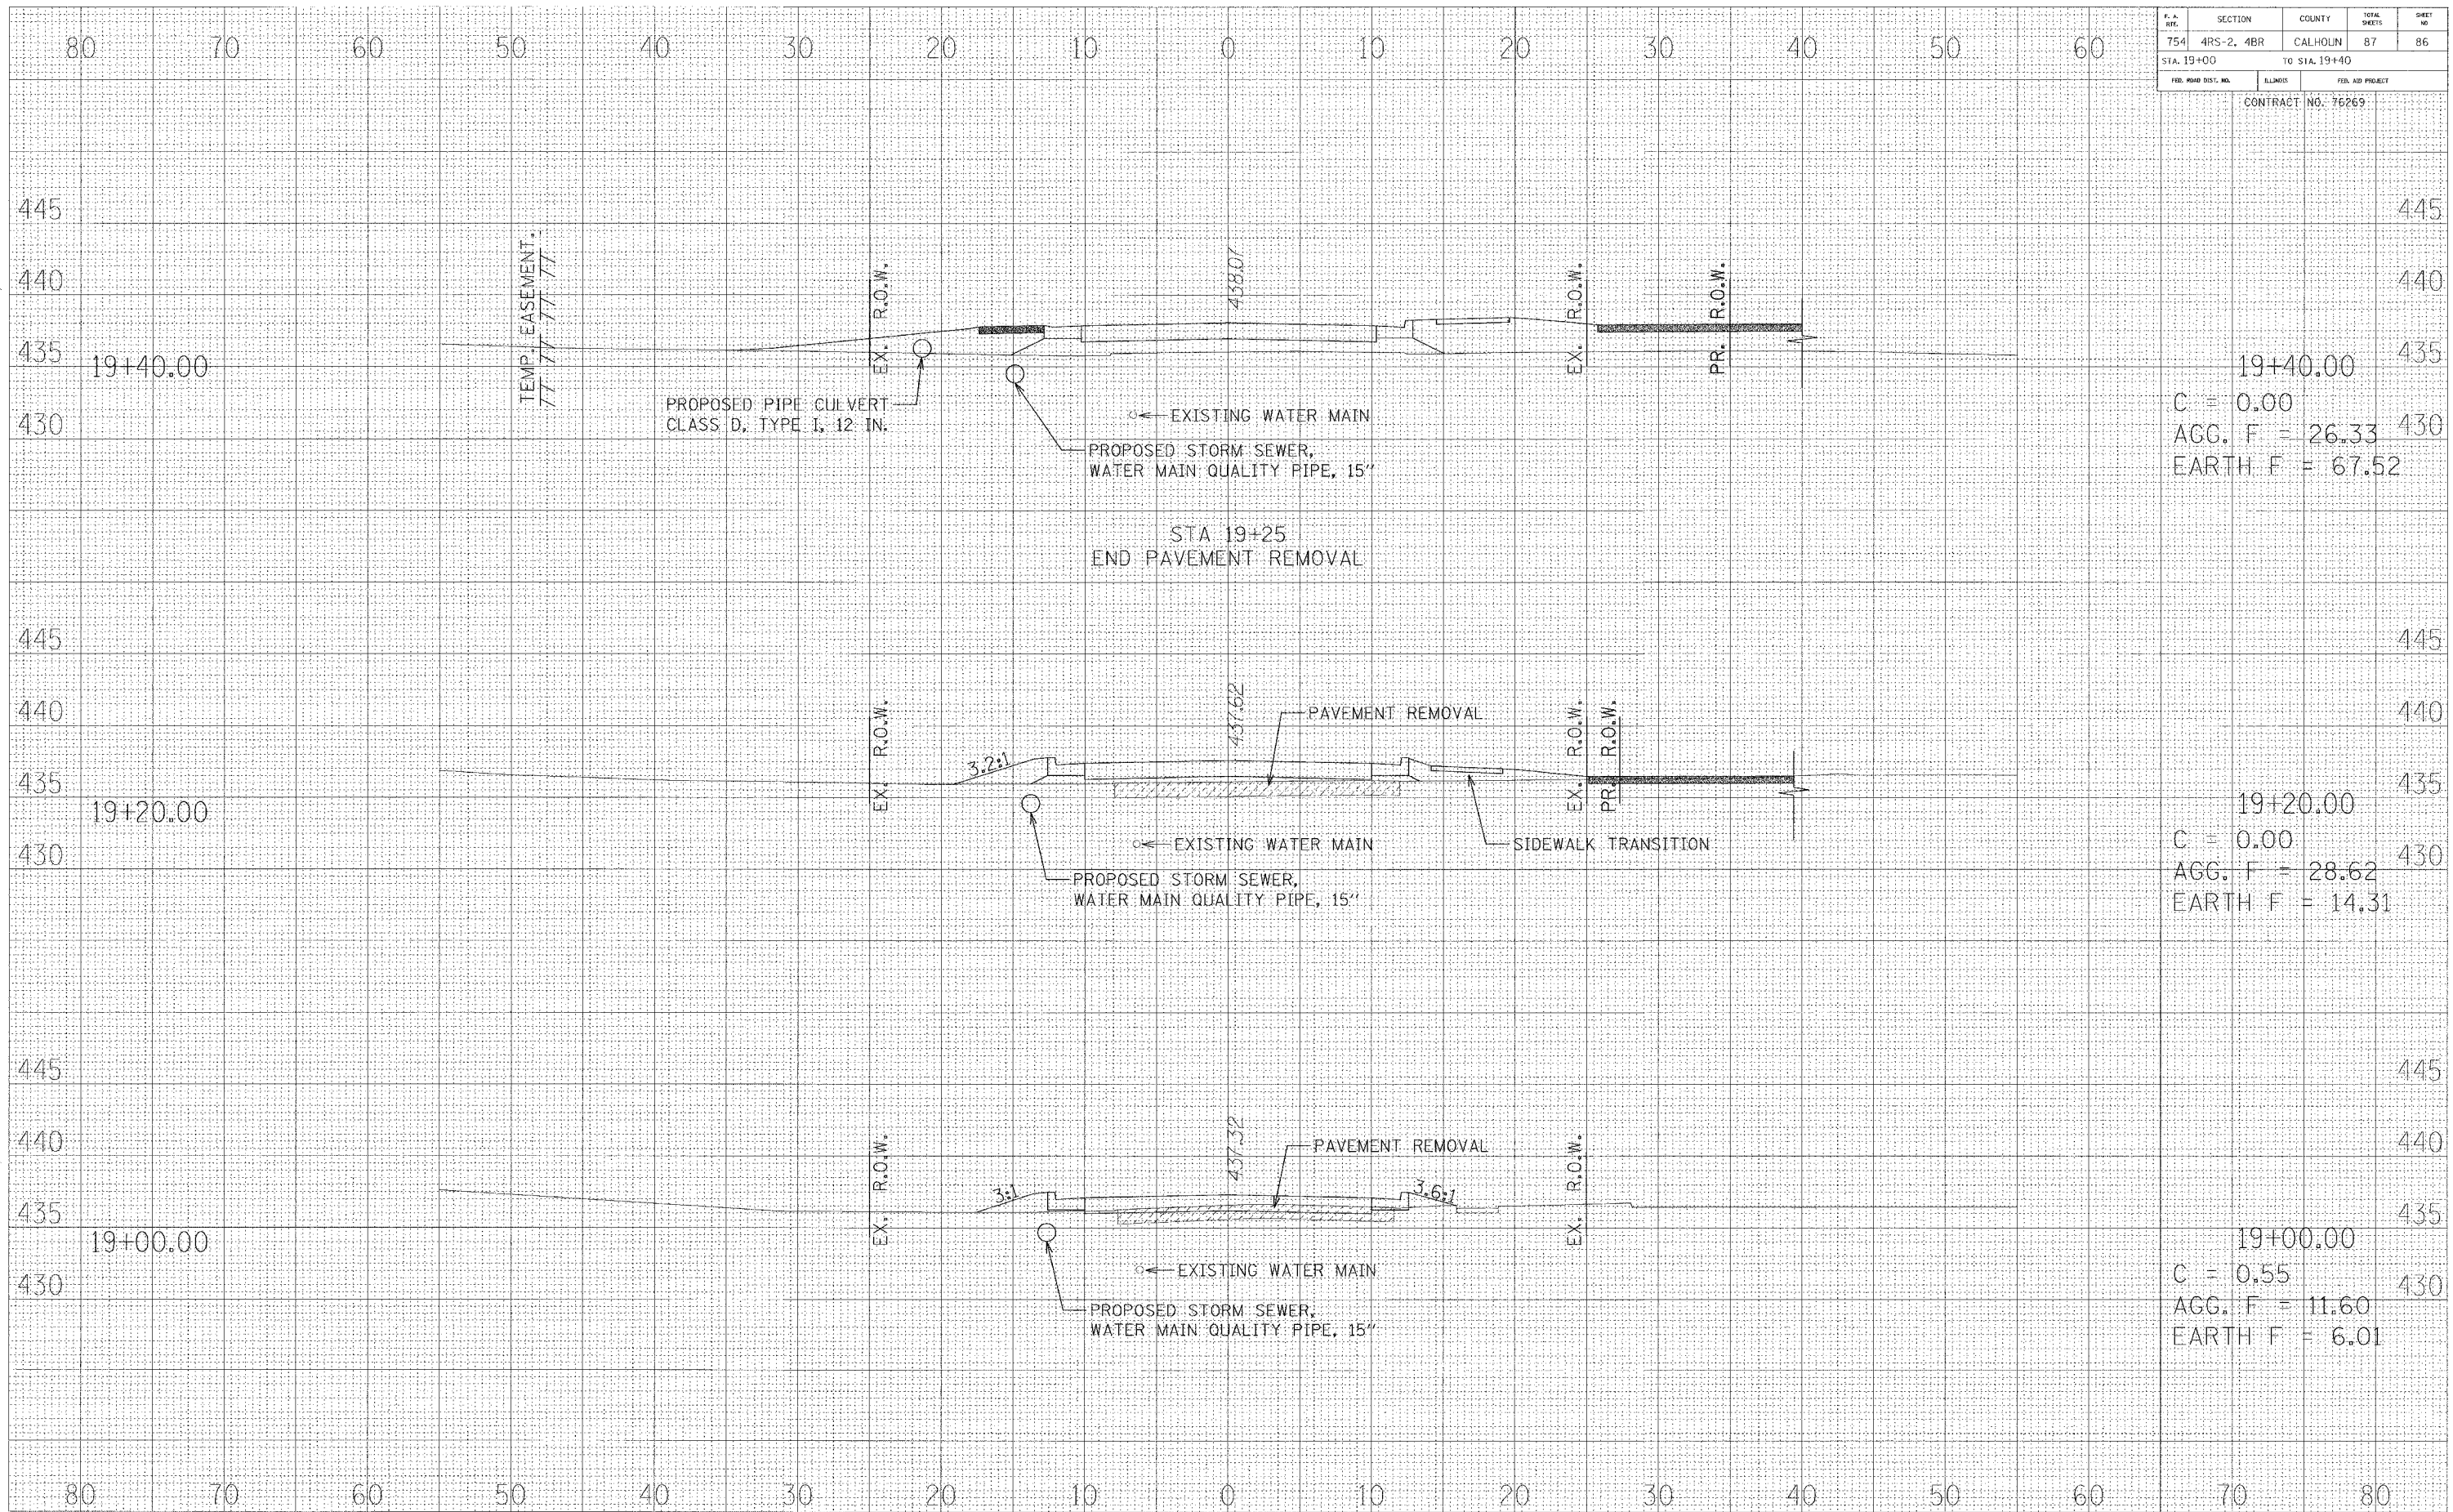 F. A. RTE. SECTION COUNTY TOTAL SHEETS SHEET NO
754 4RS-2, 4BR CALHOUN 87 86
STA. 19+00 TO STA. 19+40
FED. ROAD DIST. NO. ILLINOIS FED. AID PROJECT
CONTRACT NO. 76269
80 70 60 50 40 30 20 10 0 10 20 30 40 50 60
445 445
TEMP. EASEMENT.
EX. R.O.W.
438.07
EX. R.O.W.
PR. R.O.W.
440 440
435 435
19+40.00 19+40.00
PROPOSED PIPE CULVERT
CLASS D, TYPE I, 12 IN.
EXISTING WATER MAIN
PROPOSED STORM SEWER,
WATER MAIN QUALITY PIPE, 15"
430 430
C = 0.00
AGG. F = 26.33
EARTH F = 67.52
STA 19+25
END PAVEMENT REMOVAL
445 445
EX. R.O.W.
437.62
PAVEMENT REMOVAL
EX. R.O.W.
PR. R.O.W.
440 440
3.2:1
435 435
19+20.00 19+20.00
EXISTING WATER MAIN
SIDEWALK TRANSITION
PROPOSED STORM SEWER,
WATER MAIN QUALITY PIPE, 15"
430 430
C = 0.00
AGG. F = 28.62
EARTH F = 14.31
445 445
440 440
EX. R.O.W.
437.32
PAVEMENT REMOVAL
EX. R.O.W.
3:1 3.6:1
435 435
19+00.00 19+00.00
EXISTING WATER MAIN
PROPOSED STORM SEWER,
WATER MAIN QUALITY PIPE, 15"
430 430
C = 0.55
AGG. F = 11.60
EARTH F = 6.01
80 70 60 50 40 30 20 10 0 10 20 30 40 50 60 70 80